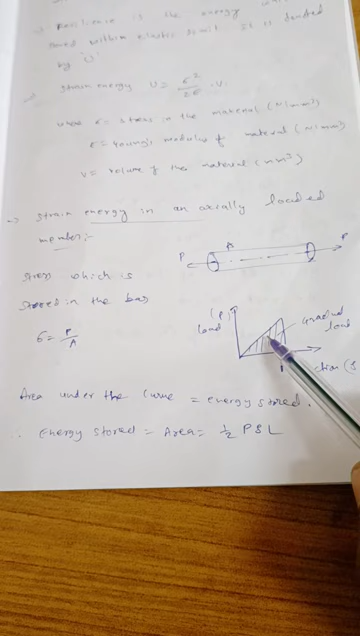 → Resilience is the energy
stored within elastic limit. It is denoted
by 'U'
→ Strain energy U = σ²/2E · V.
where σ = stress in the material (N/mm²)
E = Young's modulus of material (N/mm²)
V = volume of the material (mm³)
→ Strain energy in an axially loaded
member:-
P A P
Stress which is
stored in the bar
σ = P/A
(P)
load
Gradual
load
ction (S
Area under the curve = energy stored.
∴ Energy stored = Area = ½ P S L